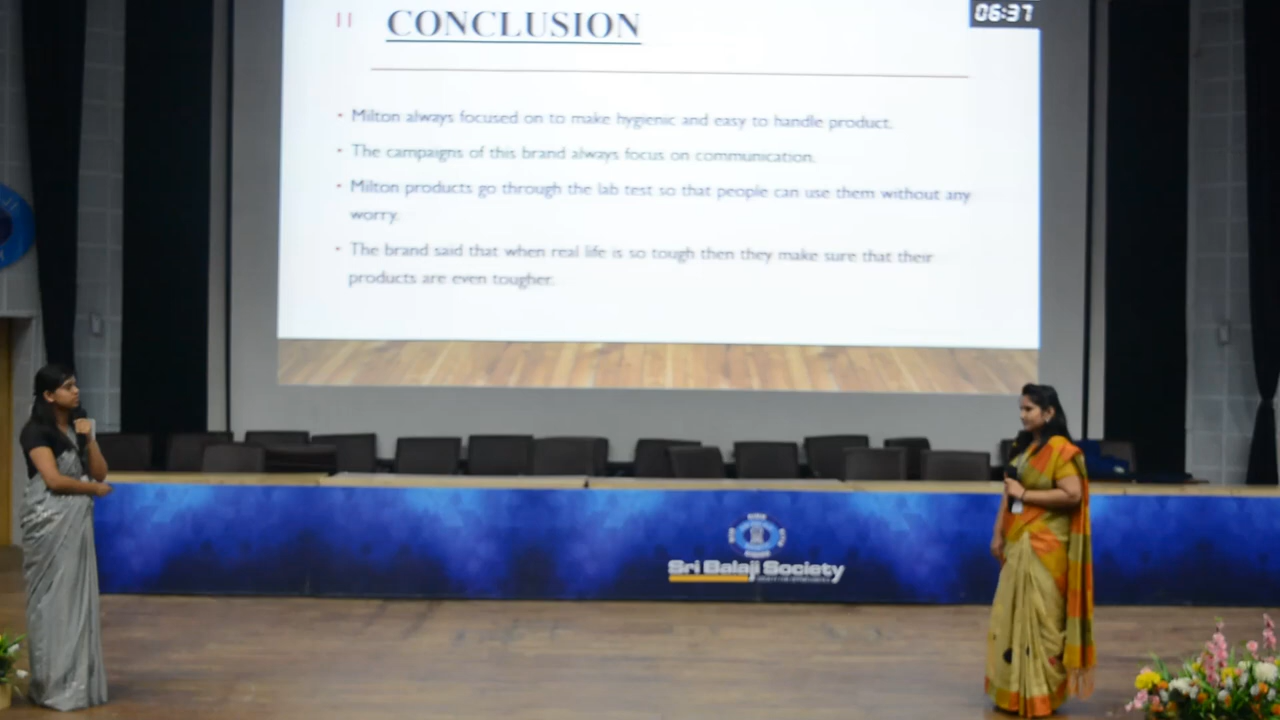 11
CONCLUSION
06:37
• Milton always focused on to make hygienic and easy to handle product.
• The campaigns of this brand always focus on communication.
• Milton products go through the lab test so that people can use them without any
worry.
• The brand said that when real life is so tough then they make sure that their
products are even tougher.
Sri Balaji Society